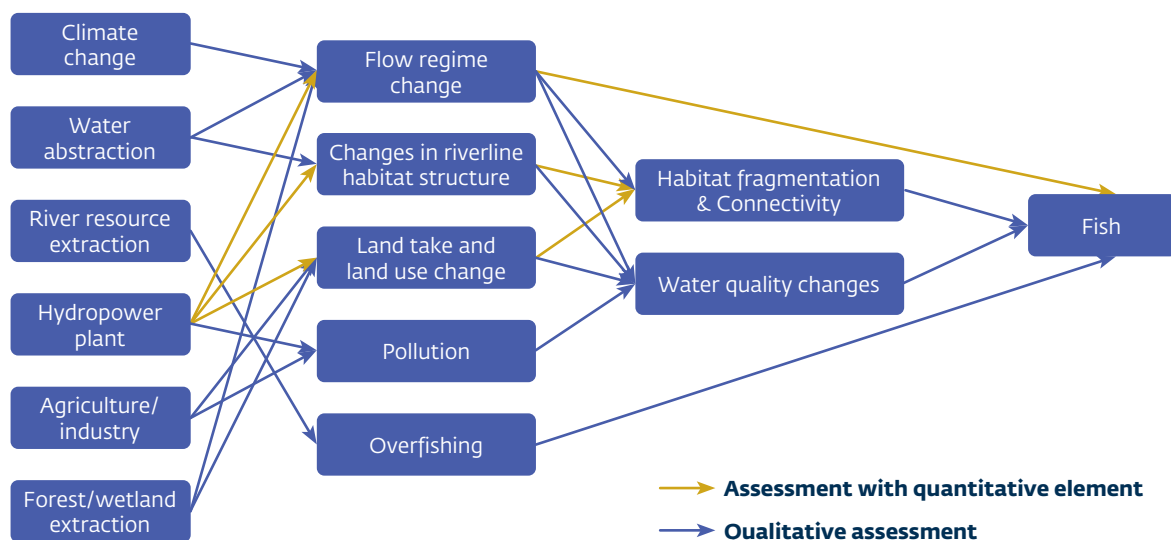 Climate
change
Water
abstraction
River resource
extraction
Hydropower
plant
Agriculture/
industry
Forest/wetland
extraction
Flow regime
change
Changes in riverline
habitat structure
Land take and
land use change
Pollution
Overfishing
Habitat fragmentation
& Connectivity
Water quality changes
Fish
Assessment with quantitative element
Qualitative assessment